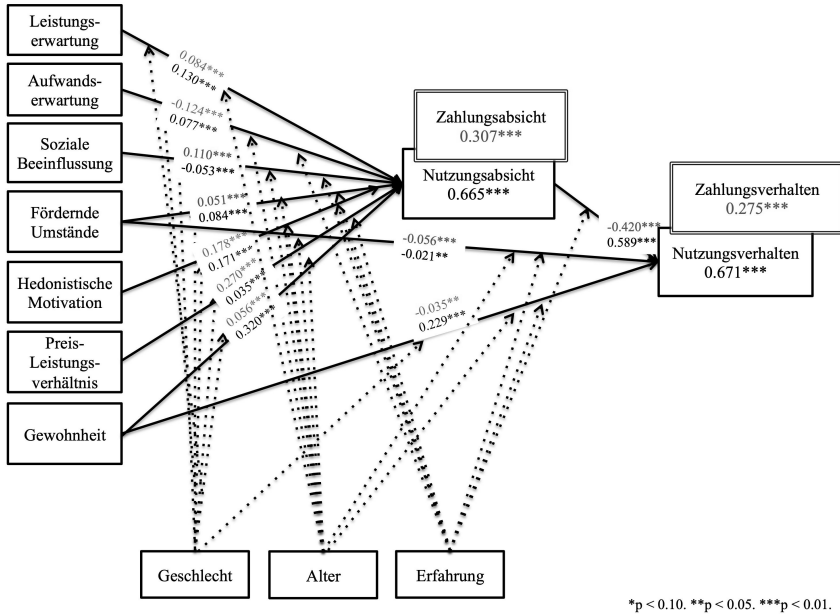 Leistungs-
erwartung
Aufwands-
erwartung
Soziale
Beeinflussung
Fördernde
Umstände
Hedonistische
Motivation
Preis-
Leistungs-
verhältnis
Gewohnheit
0.084***
0.130***
-0.124***
0.077***
0.110***
-0.053***
0.051***
0.084***
0.178***
0.171***
0.270***
0.035***
0.056***
0.320***
Zahlungsabsicht
0.307***
Nutzungsabsicht
0.665***
-0.056***
-0.021**
-0.035**
0.229***
-0.420***
0.589***
Zahlungsverhalten
0.275***
Nutzungsverhalten
0.671***
Geschlecht
Alter
Erfahrung
*p < 0.10. **p < 0.05. ***p < 0.01.